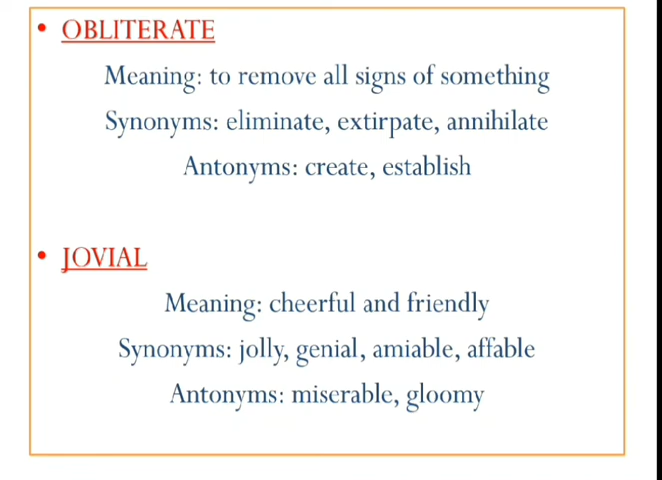 • OBLITERATE
Meaning: to remove all signs of something
Synonyms: eliminate, extirpate, annihilate
Antonyms: create, establish
• JOVIAL
Meaning: cheerful and friendly
Synonyms: jolly, genial, amiable, affable
Antonyms: miserable, gloomy